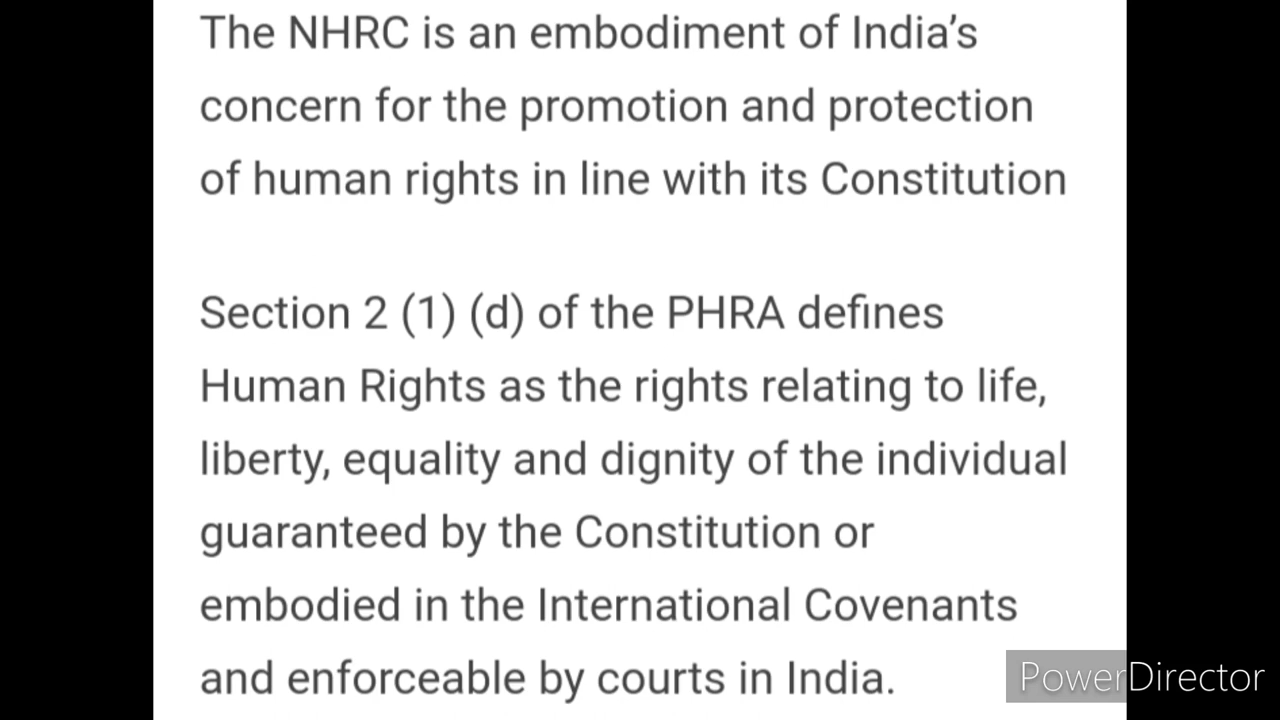 The NHRC is an embodiment of India’s
concern for the promotion and protection
of human rights in line with its Constitution
Section 2 (1) (d) of the PHRA defines
Human Rights as the rights relating to life,
liberty, equality and dignity of the individual
guaranteed by the Constitution or
embodied in the International Covenants
and enforceable by courts in India.
PowerDirector